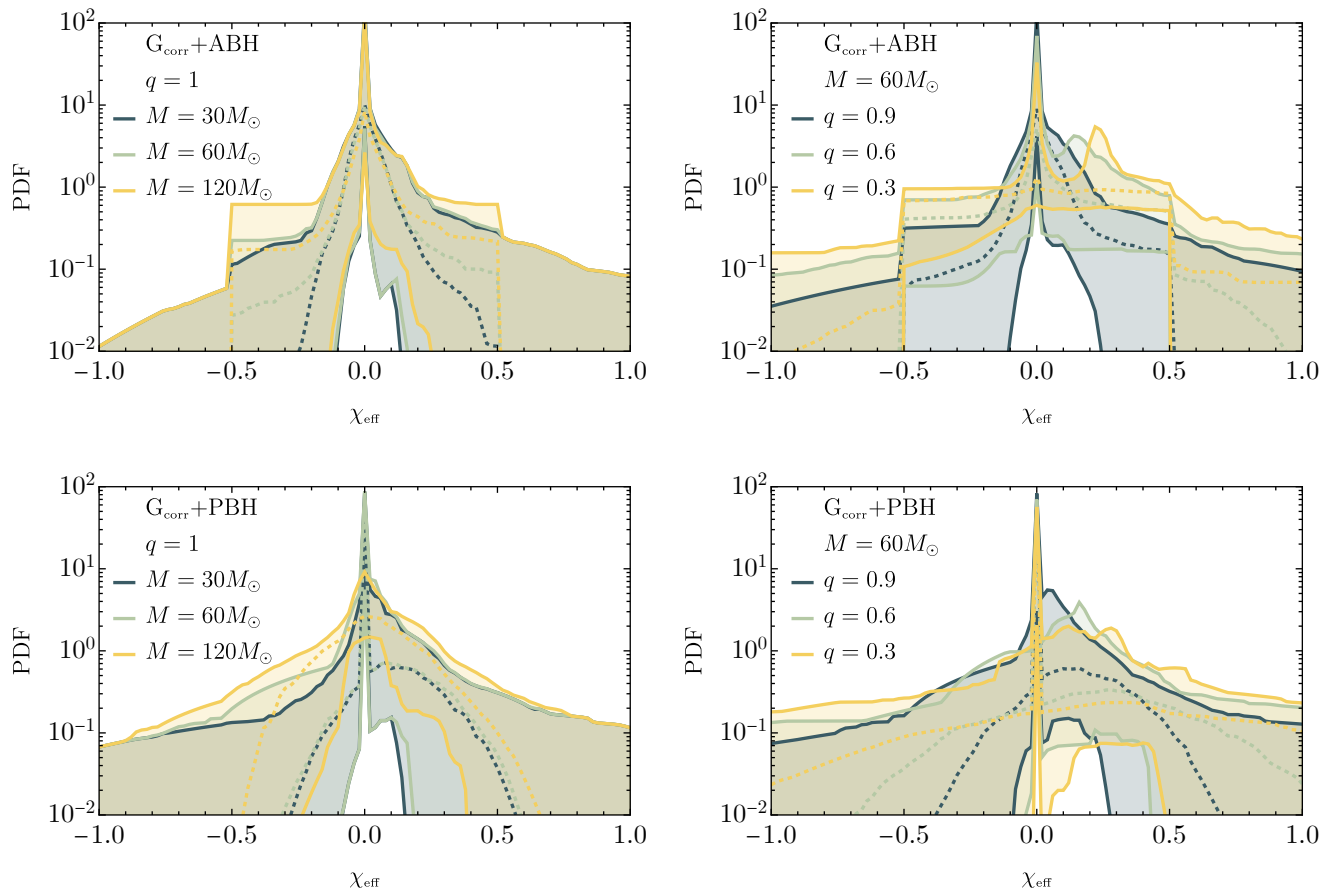 G_corr+ABH
q = 1
M = 30M_⊙
M = 60M_⊙
M = 120M_⊙
PDF
10^2
10^1
10^0
10^−1
10^−2
−1.0 −0.5 0.0 0.5 1.0
χ_eff
G_corr+ABH
M = 60M_⊙
q = 0.9
q = 0.6
q = 0.3
PDF
10^2
10^1
10^0
10^−1
10^−2
−1.0 −0.5 0.0 0.5 1.0
χ_eff
G_corr+PBH
q = 1
M = 30M_⊙
M = 60M_⊙
M = 120M_⊙
PDF
10^2
10^1
10^0
10^−1
10^−2
−1.0 −0.5 0.0 0.5 1.0
χ_eff
G_corr+PBH
M = 60M_⊙
q = 0.9
q = 0.6
q = 0.3
PDF
10^2
10^1
10^0
10^−1
10^−2
−1.0 −0.5 0.0 0.5 1.0
χ_eff